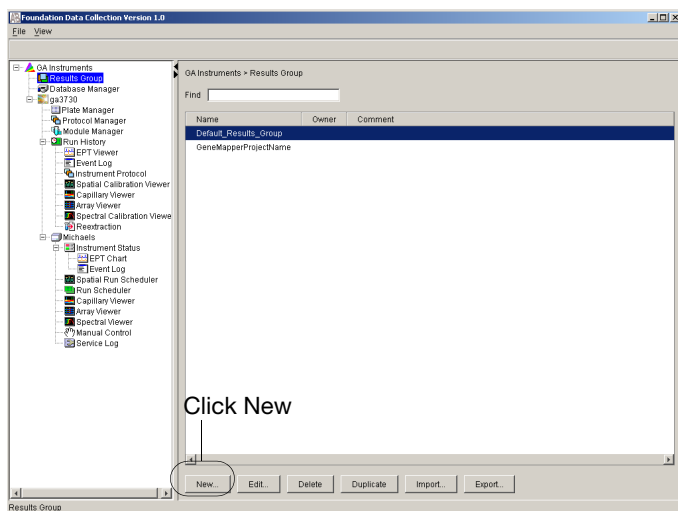 Foundation Data Collection Version 1.0
File View
GA Instruments
Results Group
Database Manager
ga3730
Plate Manager
Protocol Manager
Module Manager
Run History
EPT Viewer
Event Log
Instrument Protocol
Spatial Calibration Viewer
Capillary Viewer
Array Viewer
Spectral Calibration Viewe
Reextraction
Michaels
Instrument Status
EPT Chart
Event Log
Spatial Run Scheduler
Run Scheduler
Capillary Viewer
Array Viewer
Spectral Viewer
Manual Control
Service Log
GA Instruments > Results Group
Find
Name Owner Comment
Default_Results_Group
GeneMapperProjectName
Click New
New... Edit... Delete Duplicate Import... Export...
Results Group